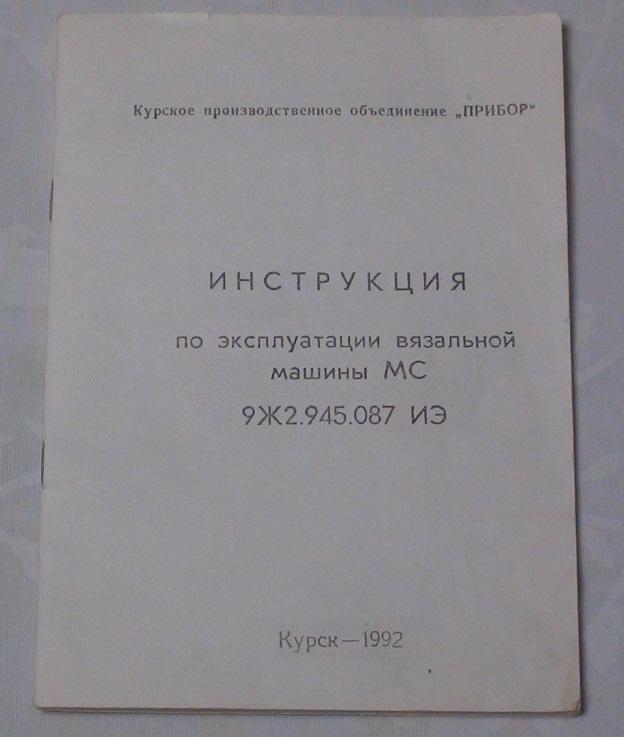 Курское производственное объединение „ПРИБОР“
ИНСТРУКЦИЯ
по эксплуатации вязальной
машины МС
9Ж2.945.087 ИЭ
Курск—1992